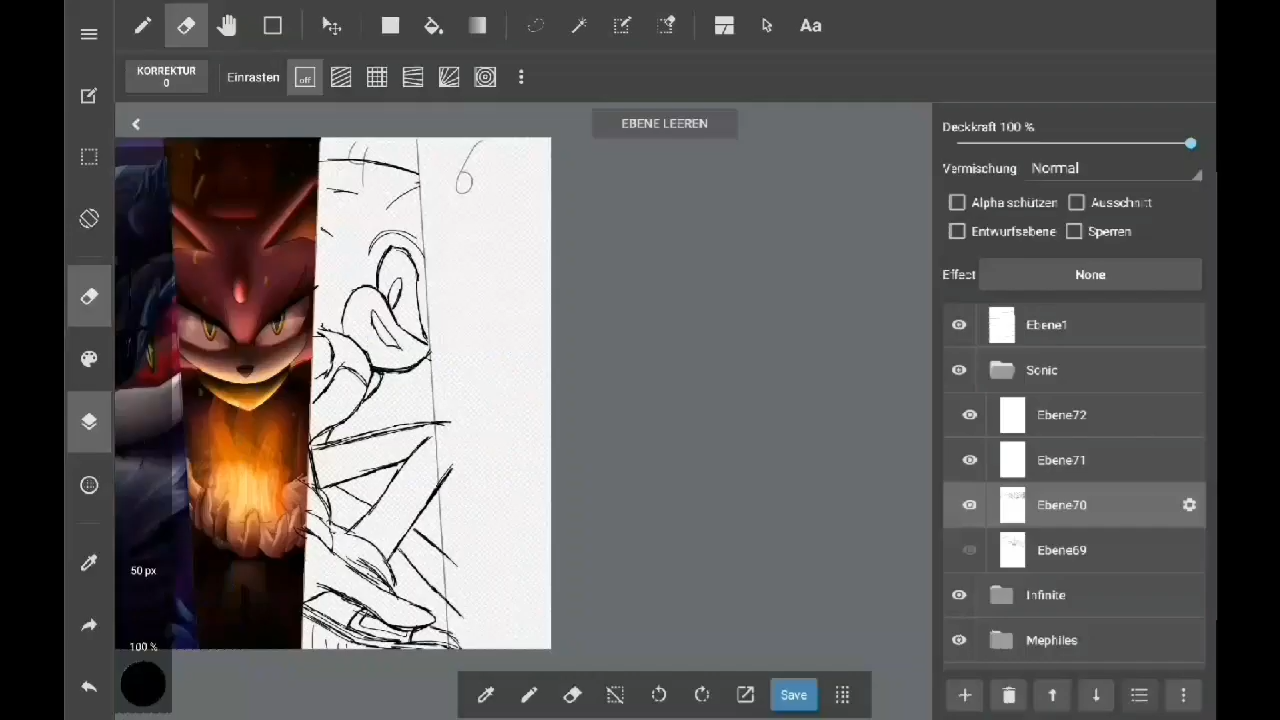 Aa
KORREKTUR
0
Einrasten
off
EBENE LEEREN
6
Deckkraft 100 %
Vermischung Normal
Alpha schützen Ausschnitt
Entwurfsebene Sperren
Effect None
Ebene1
Sonic
Ebene72
Ebene71
Ebene70
Ebene69
Infinite
Mephiles
50 px
100 %
Save